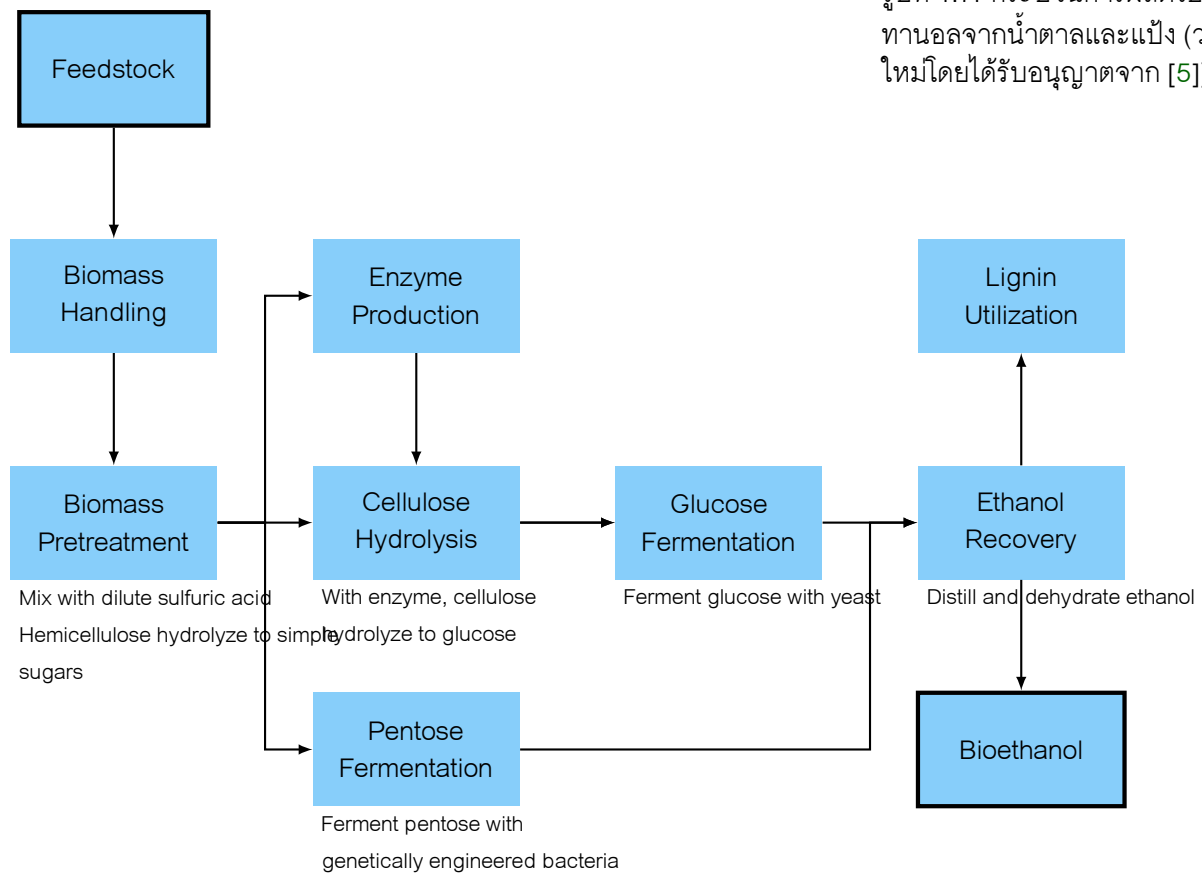 ทานอลจากน้ำตาลและแป้ง (ว
ใหม่โดยได้รับอนุญาตจาก [5]
Feedstock
Biomass
Handling
Enzyme
Production
Lignin
Utilization
Biomass
Pretreatment
Cellulose
Hydrolysis
Glucose
Fermentation
Ethanol
Recovery
Mix with dilute sulfuric acid
Hemicellulose hydrolyze to simple
sugars
With enzyme, cellulose
hydrolyze to glucose
Ferment glucose with yeast
Distill and dehydrate ethanol
Pentose
Fermentation
Bioethanol
Ferment pentose with
genetically engineered bacteria